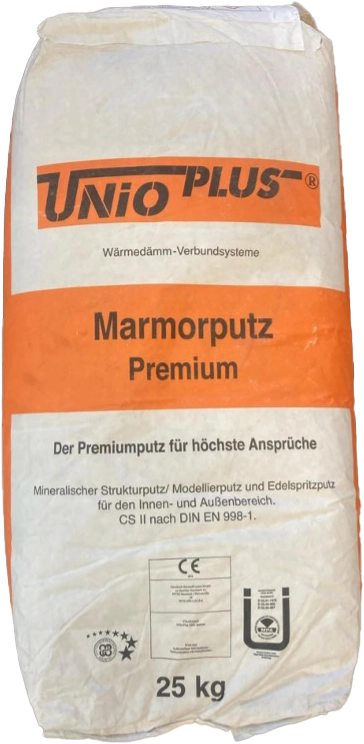 UNiO PLUS®
Wärmedämm-Verbundsysteme
Marmorputz
Premium
Der Premiumputz für höchste Ansprüche
Mineralischer Strukturputz/ Modellierputz und Edelspritzputz
für den Innen- und Außenbereich.
CS II nach DIN EN 998-1.
CE
MPA
25 kg